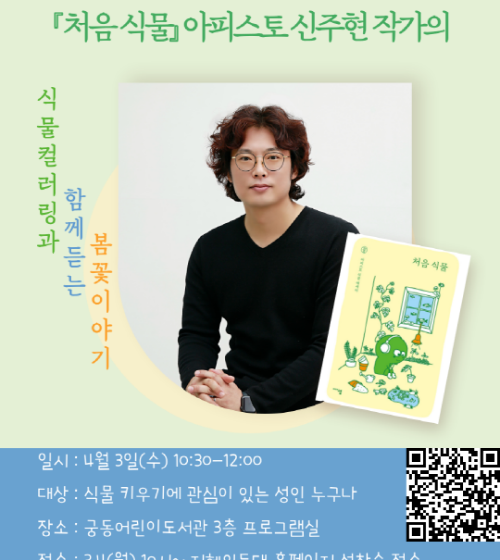 『처음 식물』 아피스토 신주현 작가의
식물컬러링과
함께 듣는
봄꽃이야기
처음 식물
일시 : 4월 3일(수) 10:30-12:00
대상 : 식물 키우기에 관심이 있는 성인 누구나
장소 : 궁동어린이도서관 3층 프로그램실